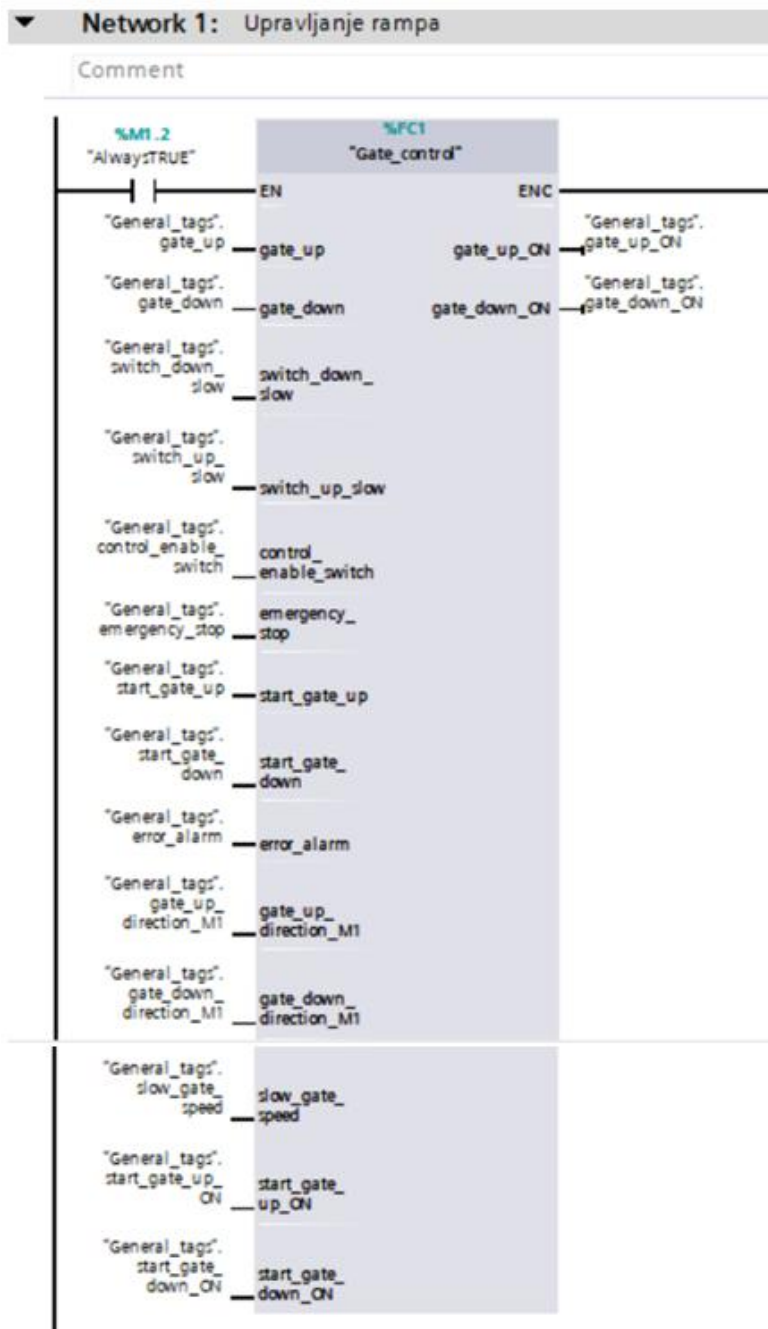 Network 1: Upravljanje rampa
Comment
%M1.2
"AlwaysTRUE"
%FC1
"Gate_control"
EN
ENC
"General_tags".
gate_up
gate_up
gate_up_ON
"General_tags".
gate_up_ON
"General_tags".
gate_down
gate_down
gate_down_ON
"General_tags".
gate_down_ON
"General_tags".
switch_down_
slow
switch_down_
slow
"General_tags".
switch_up_
slow
switch_up_slow
"General_tags".
control_enable_
switch
control_
enable_switch
"General_tags".
emergency_stop
emergency_
stop
"General_tags".
start_gate_up
start_gate_up
"General_tags".
start_gate_
down
start_gate_
down
"General_tags".
error_alarm
error_alarm
"General_tags".
gate_up_
direction_M1
gate_up_
direction_M1
"General_tags".
gate_down_
direction_M1
gate_down_
direction_M1
"General_tags".
slow_gate_
speed
slow_gate_
speed
"General_tags".
start_gate_up_
ON
start_gate_
up_ON
"General_tags".
start_gate_
down_ON
start_gate_
down_ON